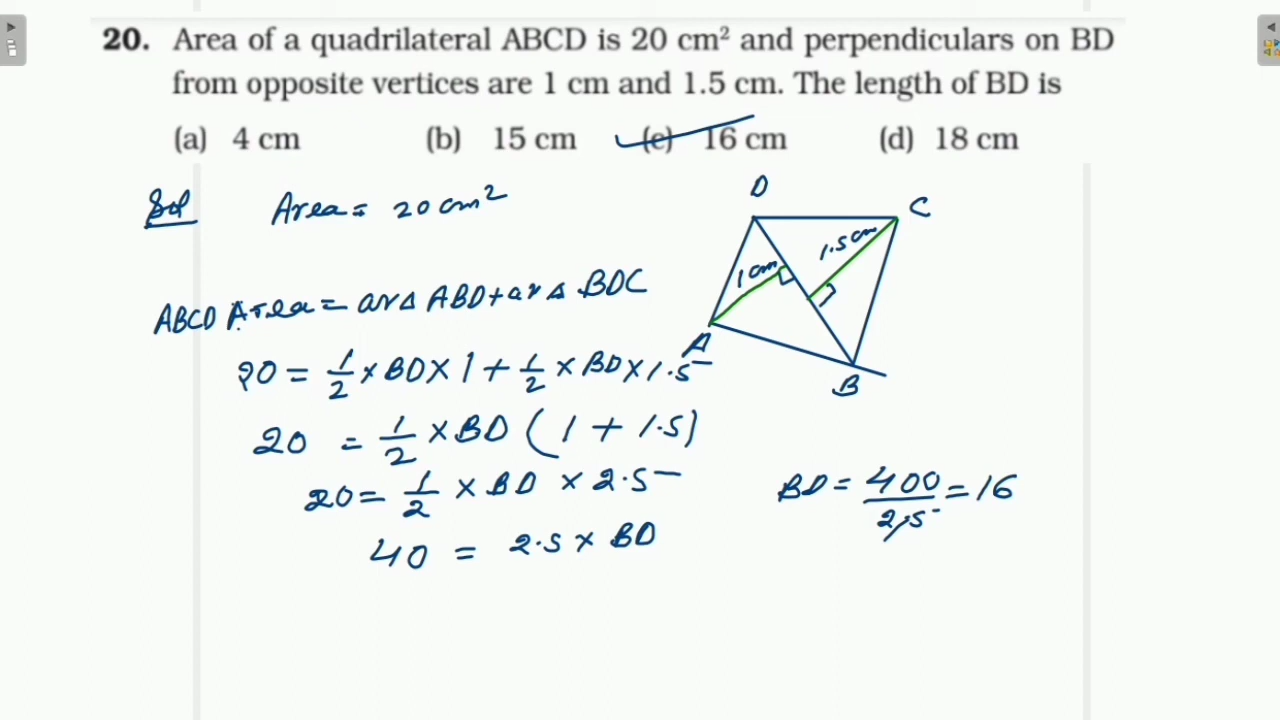 20. Area of a quadrilateral ABCD is 20 cm² and perpendiculars on BD
from opposite vertices are 1 cm and 1.5 cm. The length of BD is
(a) 4 cm (b) 15 cm (c) 16 cm (d) 18 cm
Sol Area = 20 cm²
D
C
1 cm
1.5 cm
A
B
ABCD Area = ar △ ABD + ar △ BDC
20 = 1/2 × BD × 1 + 1/2 × BD × 1.5
20 = 1/2 × BD (1 + 1.5)
20 = 1/2 × BD × 2.5
40 = 2.5 × BD
BD = 400/2.5 = 16